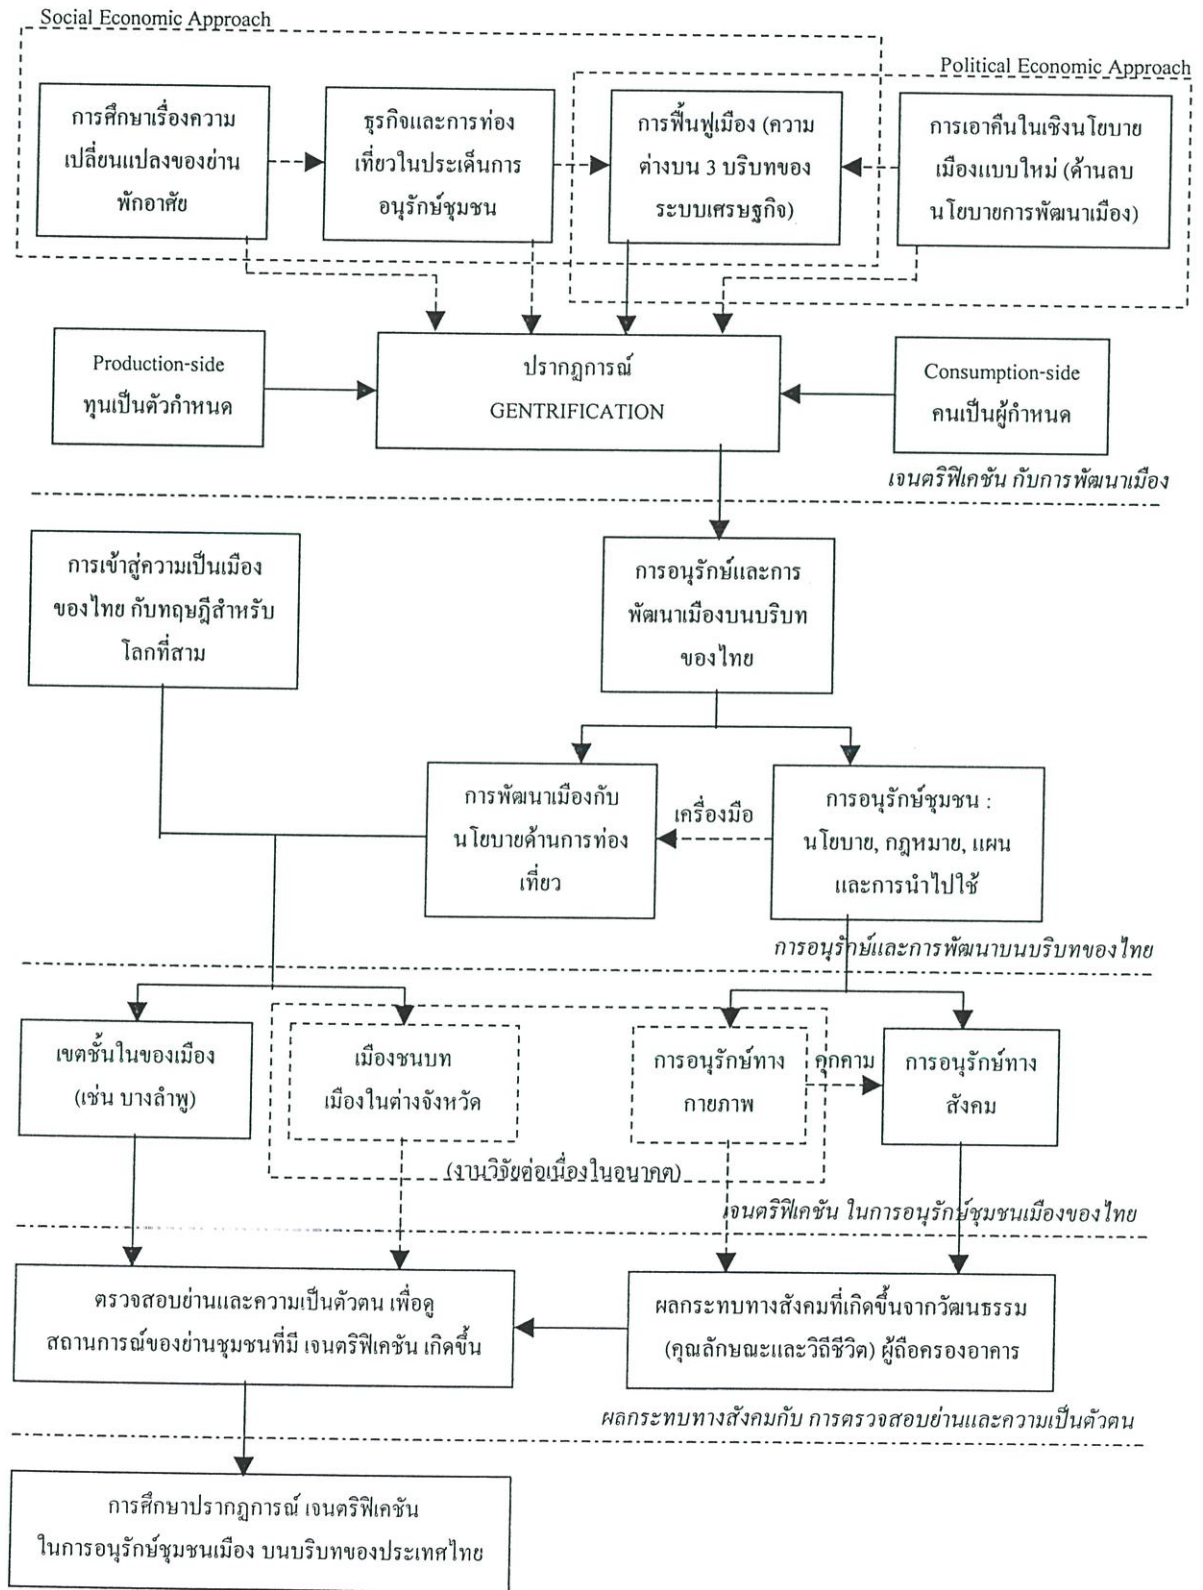 Social Economic Approach
Political Economic Approach
การศึกษาเรื่องความ
เปลี่ยนแปลงของย่าน
พักอาศัย
ธุรกิจและการท่อง
เที่ยวในประเด็นการ
อนุรักษ์ชุมชน
การฟื้นฟูเมือง (ความ
ต่างบน 3 บริบทของ
ระบบเศรษฐกิจ)
การเอาคืนในเชิงนโยบาย
เมืองแบบใหม่ (ด้านลบ
นโยบายการพัฒนาเมือง)
Production-side
ทุนเป็นตัวกำหนด
ปรากฏการณ์
GENTRIFICATION
Consumption-side
คนเป็นผู้กำหนด
เจนตริฟิเคชัน กับการพัฒนาเมือง
การเข้าสู่ความเป็นเมือง
ของไทย กับทฤษฎีสำหรับ
โลกที่สาม
การอนุรักษ์และการ
พัฒนาเมืองบนบริบท
ของไทย
การพัฒนาเมืองกับ
นโยบายด้านการท่อง
เที่ยว
เครื่องมือ
การอนุรักษ์ชุมชน :
นโยบาย, กฎหมาย, แผน
และการนำไปใช้
การอนุรักษ์และการพัฒนาบนบริบทของไทย
เขตชั้นในของเมือง
(เช่น บางลำพู)
เมืองชนบท
เมืองในต่างจังหวัด
การอนุรักษ์ทาง
กายภาพ
คุกคาม
การอนุรักษ์ทาง
สังคม
(งานวิจัยต่อเนื่องในอนาคต)
เจนตริฟิเคชัน ในการอนุรักษ์ชุมชนเมืองของไทย
ตรวจสอบย่านและความเป็นตัวตน เพื่อดู
สถานการณ์ของย่านชุมชนที่มี เจนตริฟิเคชัน เกิดขึ้น
ผลกระทบทางสังคมที่เกิดขึ้นจากวัฒนธรรม
(คุณลักษณะและวิถีชีวิต) ผู้ถือครองอาคาร
ผลกระทบทางสังคมกับ การตรวจสอบย่านและความเป็นตัวตน
การศึกษาปรากฏการณ์ เจนตริฟิเคชัน
ในการอนุรักษ์ชุมชนเมือง บนบริบทของประเทศไทย